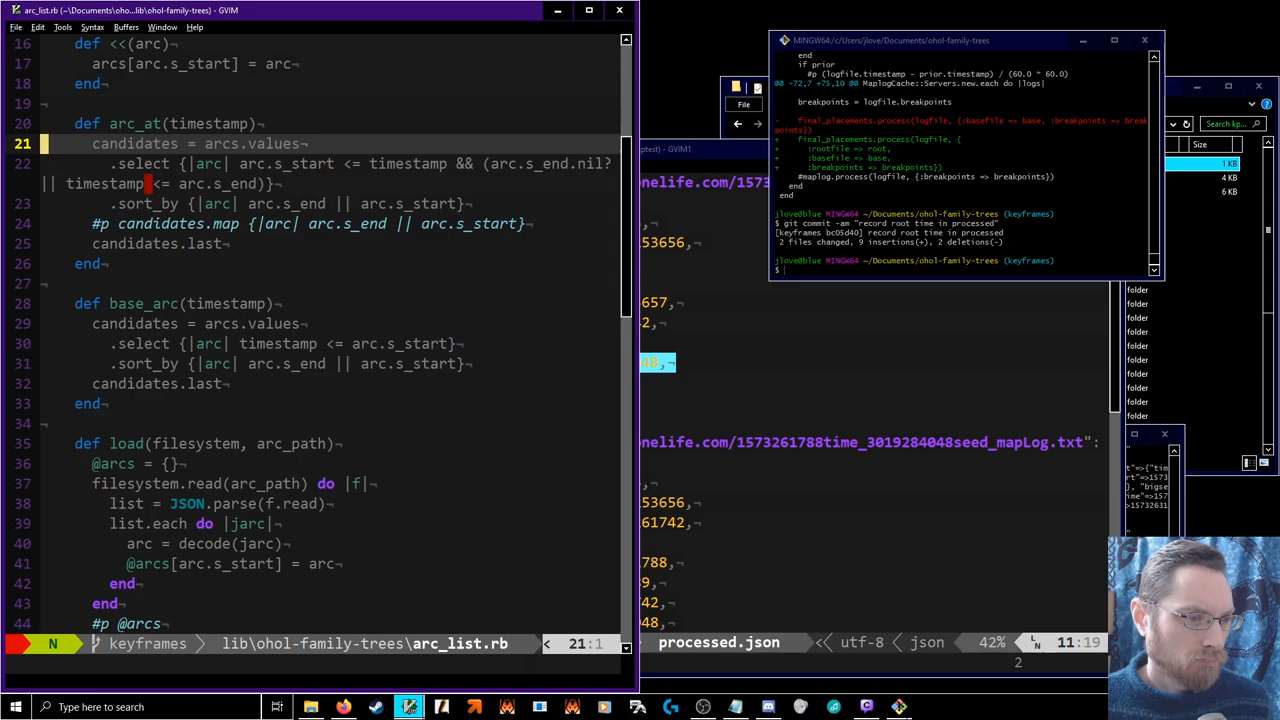 arc_list.rb (~\Documents\ohol...lib\ohol-family-trees) - GVIM
File Edit Tools Syntax Buffers Window Help
16 def <<(arc)¬
17 arcs[arc.s_start] = arc¬
18 end¬
19 ¬
20 def arc_at(timestamp)¬
21 candidates = arcs.values¬
22 .select {|arc| arc.s_start <= timestamp && (arc.s_end.nil?
|| timestamp <= arc.s_end)}¬
23 .sort_by {|arc| arc.s_end || arc.s_start}¬
24 #p candidates.map {|arc| arc.s_end || arc.s_start}¬
25 candidates.last¬
26 end¬
27 ¬
28 def base_arc(timestamp)¬
29 candidates = arcs.values¬
30 .select {|arc| timestamp <= arc.s_start}¬
31 .sort_by {|arc| arc.s_end || arc.s_start}¬
32 candidates.last¬
33 end¬
34 ¬
35 def load(filesystem, arc_path)¬
36 @arcs = {}¬
37 filesystem.read(arc_path) do |f|¬
38 list = JSON.parse(f.read)¬
39 list.each do |jarc|¬
40 arc = decode(jarc)¬
41 @arcs[arc.s_start] = arc¬
42 end¬
43 end¬
44 #p @arcs¬
N keyframes lib\ohol-family-trees\arc_list.rb < 21:1
MINGW64:/c/Users/jlove/Documents/ohol-family-trees
end
if prior
#p (logfile.timestamp - prior.timestamp) / (60.0 * 60.0)
@@ -72,7 +75,10 @@ MaplogCache::Servers.new.each do |logs|
breakpoints = logfile.breakpoints
- final_placements.process(logfile, {:basefile => base, :breakpoints => break
points})
+ final_placements.process(logfile, {
+ :rootfile => root,
+ :basefile => base,
+ :breakpoints => breakpoints})
#maplog.process(logfile, {:breakpoints => breakpoints})
end
end
jlove@blue MINGW64 ~/Documents/ohol-family-trees (keyframes)
$ git commit -am "record root time in processed"
[keyframes bc05d40] record root time in processed
2 files changed, 9 insertions(+), 2 deletions(-)
jlove@blue MINGW64 ~/Documents/ohol-family-trees (keyframes)
$
File
Search kp...
Size
1 KB
4 KB
6 KB
folder
folder
folder
folder
folder
folder
folder
folder
folder
folder
ptest) - GVIM1
onelife.com/1573
53656,¬
657,¬
2,¬
48,¬
nelife.com/1573261788time_3019284048seed_mapLog.txt":
53656,¬
61742,¬
788,¬
9,¬
42,¬
48,¬
processed.json << utf-8 < json 42% 11:19
2
t"=>{"tim
Type here to search